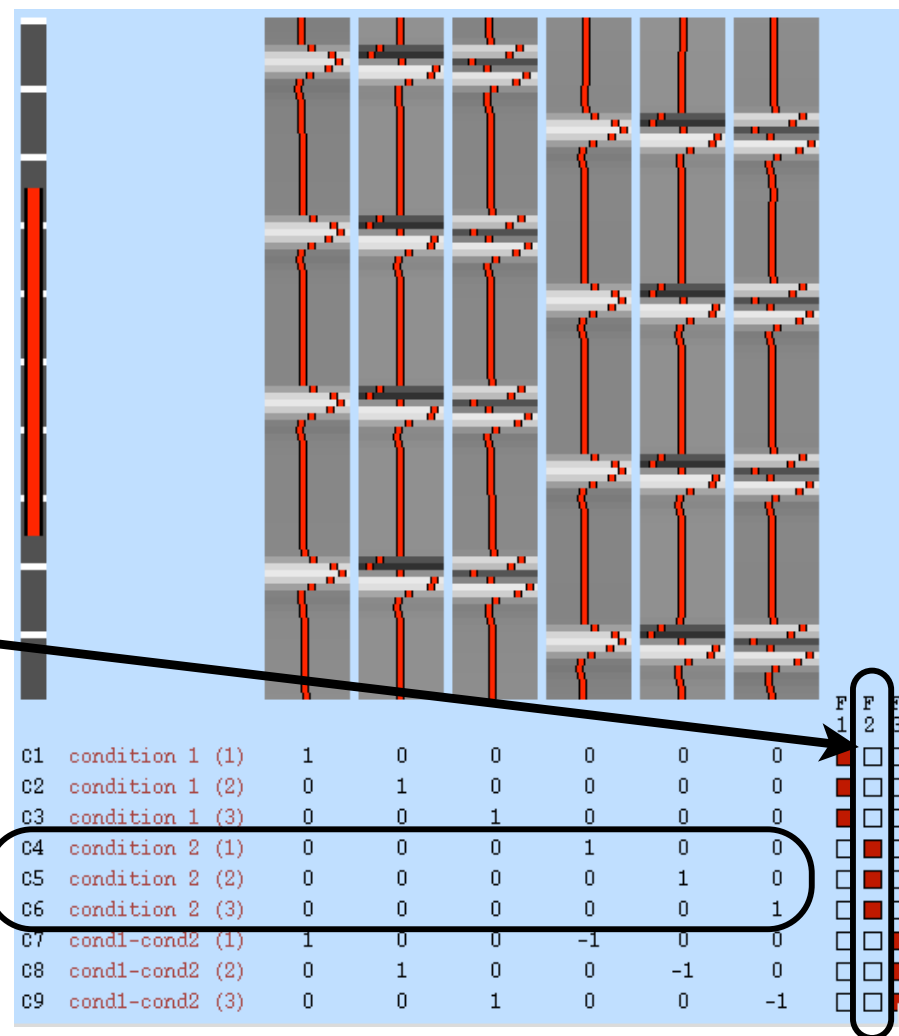 F F F
1 2 3
C1 condition 1 (1) 1 0 0 0 0 0
C2 condition 1 (2) 0 1 0 0 0 0
C3 condition 1 (3) 0 0 1 0 0 0
C4 condition 2 (1) 0 0 0 1 0 0
C5 condition 2 (2) 0 0 0 0 1 0
C6 condition 2 (3) 0 0 0 0 0 1
C7 cond1-cond2 (1) 1 0 0 -1 0 0
C8 cond1-cond2 (2) 0 1 0 0 -1 0
C9 cond1-cond2 (3) 0 0 1 0 0 -1